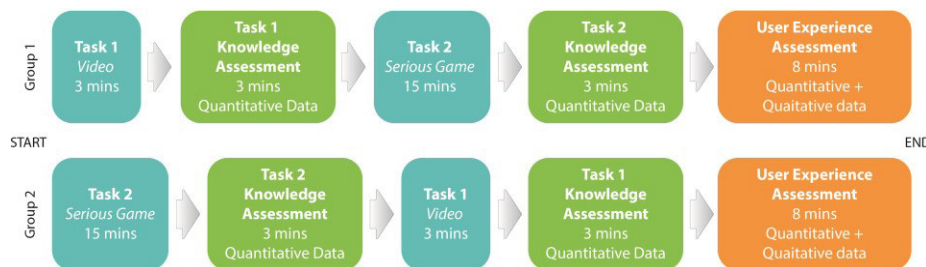 Group 1
Task 1
Video
3 mins
Task 1
Knowledge
Assessment
3 mins
Quantitative Data
Task 2
Serious Game
15 mins
Task 2
Knowledge
Assessment
3 mins
Quantitative Data
User Experience
Assessment
8 mins
Quantitative +
Quaitative data
START
END
Group 2
Task 2
Serious Game
15 mins
Task 2
Knowledge
Assessment
3 mins
Quantitative Data
Task 1
Video
3 mins
Task 1
Knowledge
Assessment
3 mins
Quantitative Data
User Experience
Assessment
8 mins
Quantitative +
Quaitative data